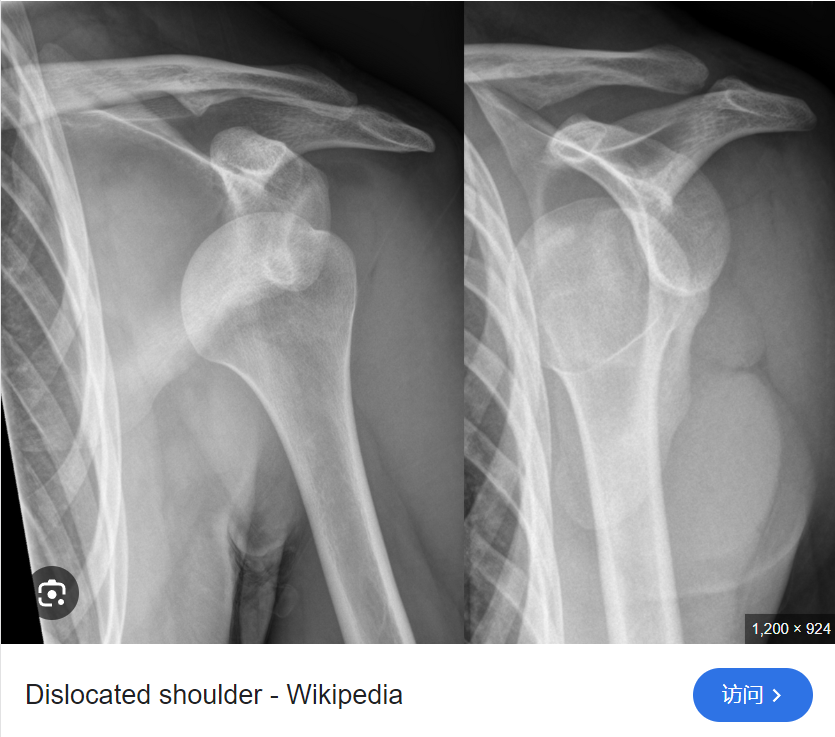 1,200 × 924
Dislocated shoulder - Wikipedia
访问